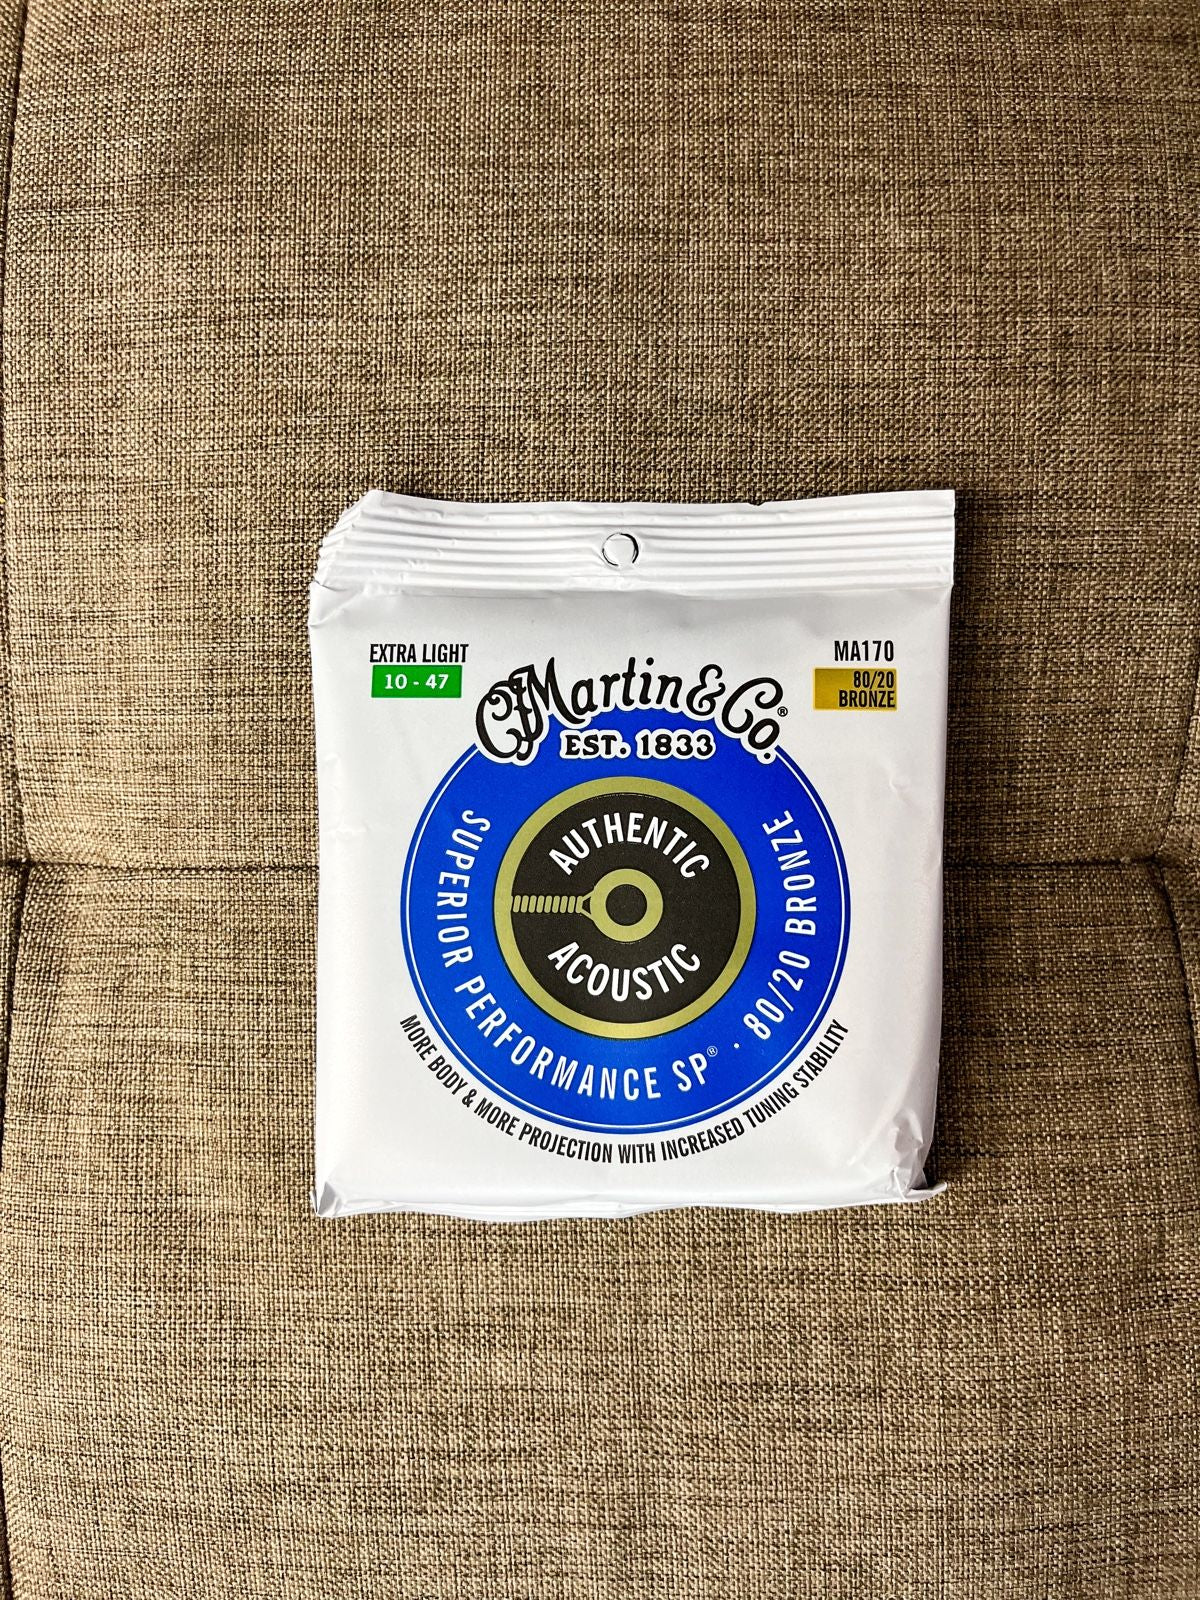 EXTRA LIGHT
10 - 47
MA170
80/20
BRONZE
CF Martin & Co.®
EST. 1833
AUTHENTIC
ACOUSTIC
SUPERIOR PERFORMANCE SP® · 80/20 BRONZE
MORE BODY & MORE PROJECTION WITH INCREASED TUNING STABILITY